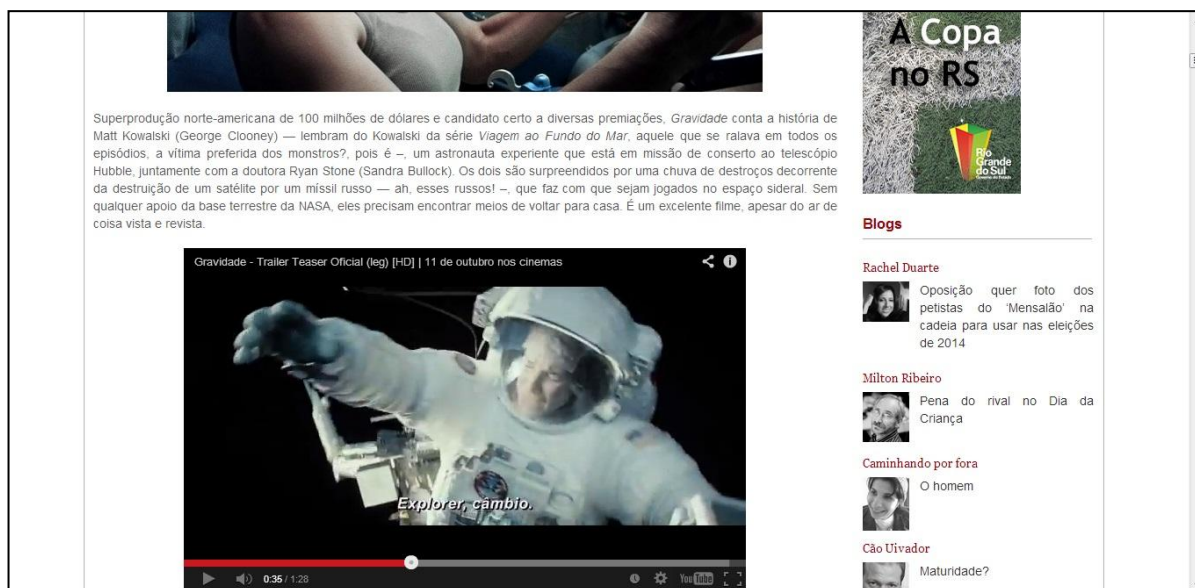 Superprodução norte-americana de 100 milhões de dólares e candidato certo a diversas premiações, Gravidade conta a história de
Matt Kowalski (George Clooney) — lembram do Kowalski da série Viagem ao Fundo do Mar, aquele que se ralava em todos os
episódios, a vítima preferida dos monstros?, pois é –, um astronauta experiente que está em missão de conserto ao telescópio
Hubble, juntamente com a doutora Ryan Stone (Sandra Bullock). Os dois são surpreendidos por uma chuva de destroços decorrente
da destruição de um satélite por um míssil russo — ah, esses russos! –, que faz com que sejam jogados no espaço sideral. Sem
qualquer apoio da base terrestre da NASA, eles precisam encontrar meios de voltar para casa. É um excelente filme, apesar do ar de
coisa vista e revista.
Gravidade - Trailer Teaser Oficial (leg) [HD] | 11 de outubro nos cinemas
Explorer, câmbio.
0:35 / 1:28
YouTube
A Copa
no RS
Rio
Grande
do Sul
Blogs
Rachel Duarte
Oposição quer foto dos
petistas do ‘Mensalão’ na
cadeia para usar nas eleições
de 2014
Milton Ribeiro
Pena do rival no Dia da
Criança
Caminhando por fora
O homem
Cão Uivador
Maturidade?